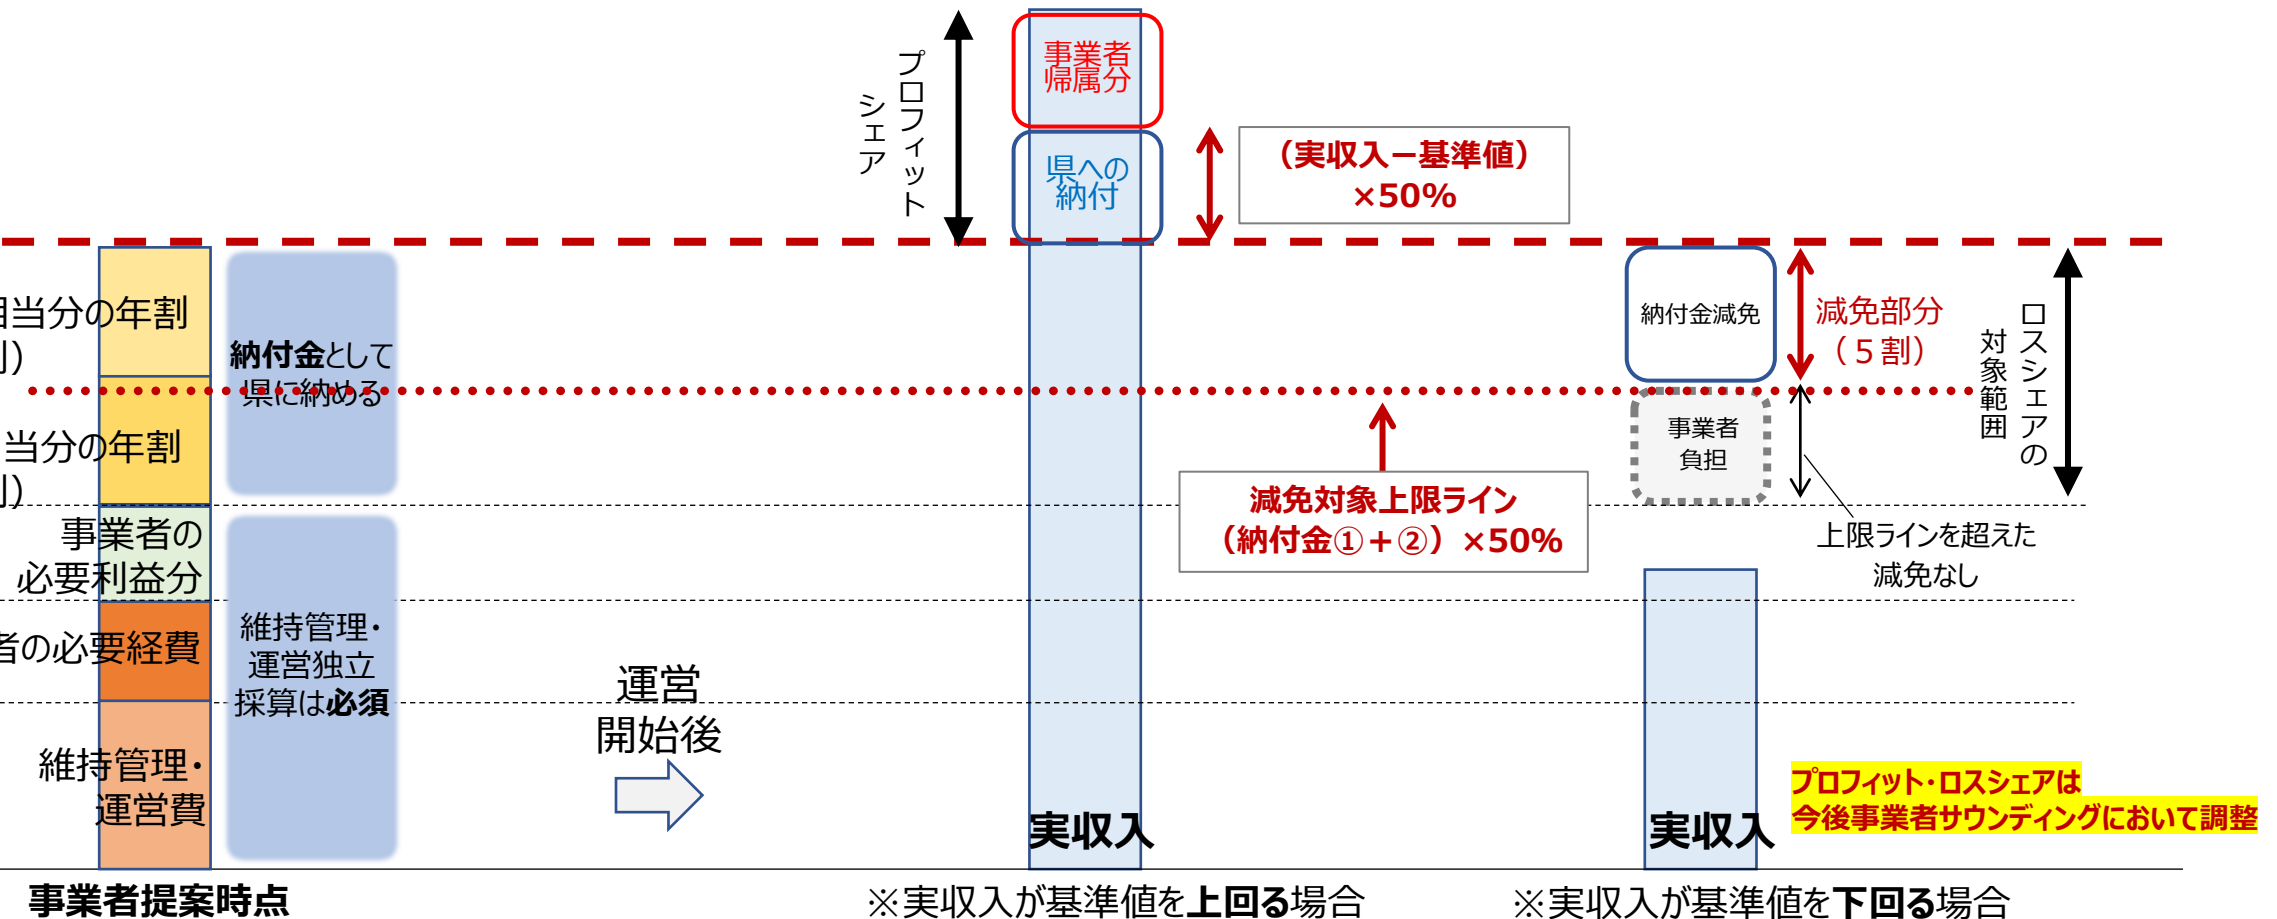 プロフィット
シェア
事業者
帰属分
県への
納付
（実収入－基準値）
×50%
当分の年割
納付金として
県に納める
当分の年割
事業者の
必要利益分
者の必要経費
維持管理・
運営費
維持管理・
運営独立
採算は必須
運営
開始後
減免対象上限ライン
（納付金①＋②）×50%
納付金減免
減免部分
（５割）
事業者
負担
ロスシェアの
対象範囲
上限ラインを超えた
減免なし
実収入
実収入
プロフィット・ロスシェアは
今後事業者サウンディングにおいて調整
事業者提案時点
※実収入が基準値を上回る場合
※実収入が基準値を下回る場合